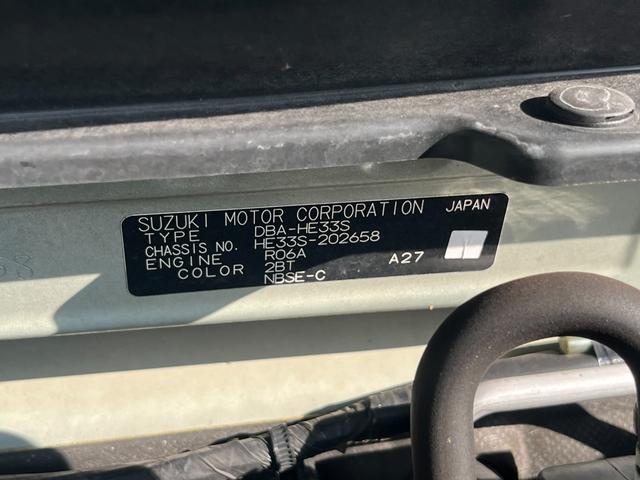 SUZUKI MOTOR CORPORATION JAPAN
TYPE DBA-HE33S
CHASSIS NO. HE33S-202658
ENGINE R06A A27
COLOR 2BT
NBSE-C